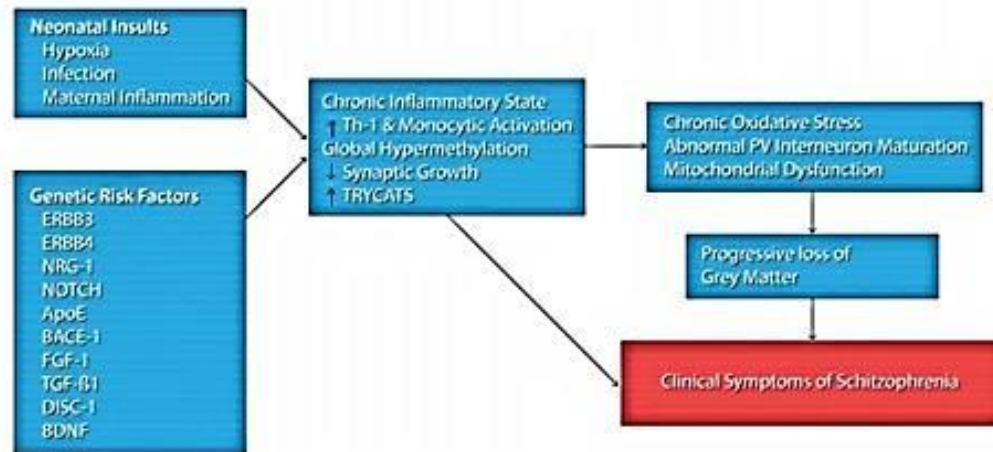 Neonatal Insults
Hypoxia
Infection
Maternal Inflammation
Genetic Risk Factors
ERBB3
ERBB4
NRG-1
NOTCH
ApoE
BACE-1
FGF-1
TGF-ß1
DISC-1
BDNF
Chronic Inflammatory State
↑ Th-1 & Monocytic Activation
Global Hypermethylation
↓ Synaptic Growth
↑ TRYCATS
Chronic Oxidative Stress
Abnormal PV Interneuron Maturation
Mitochondrial Dysfunction
Progressive loss of
Grey Matter
Clinical Symptoms of Schitzophrenia